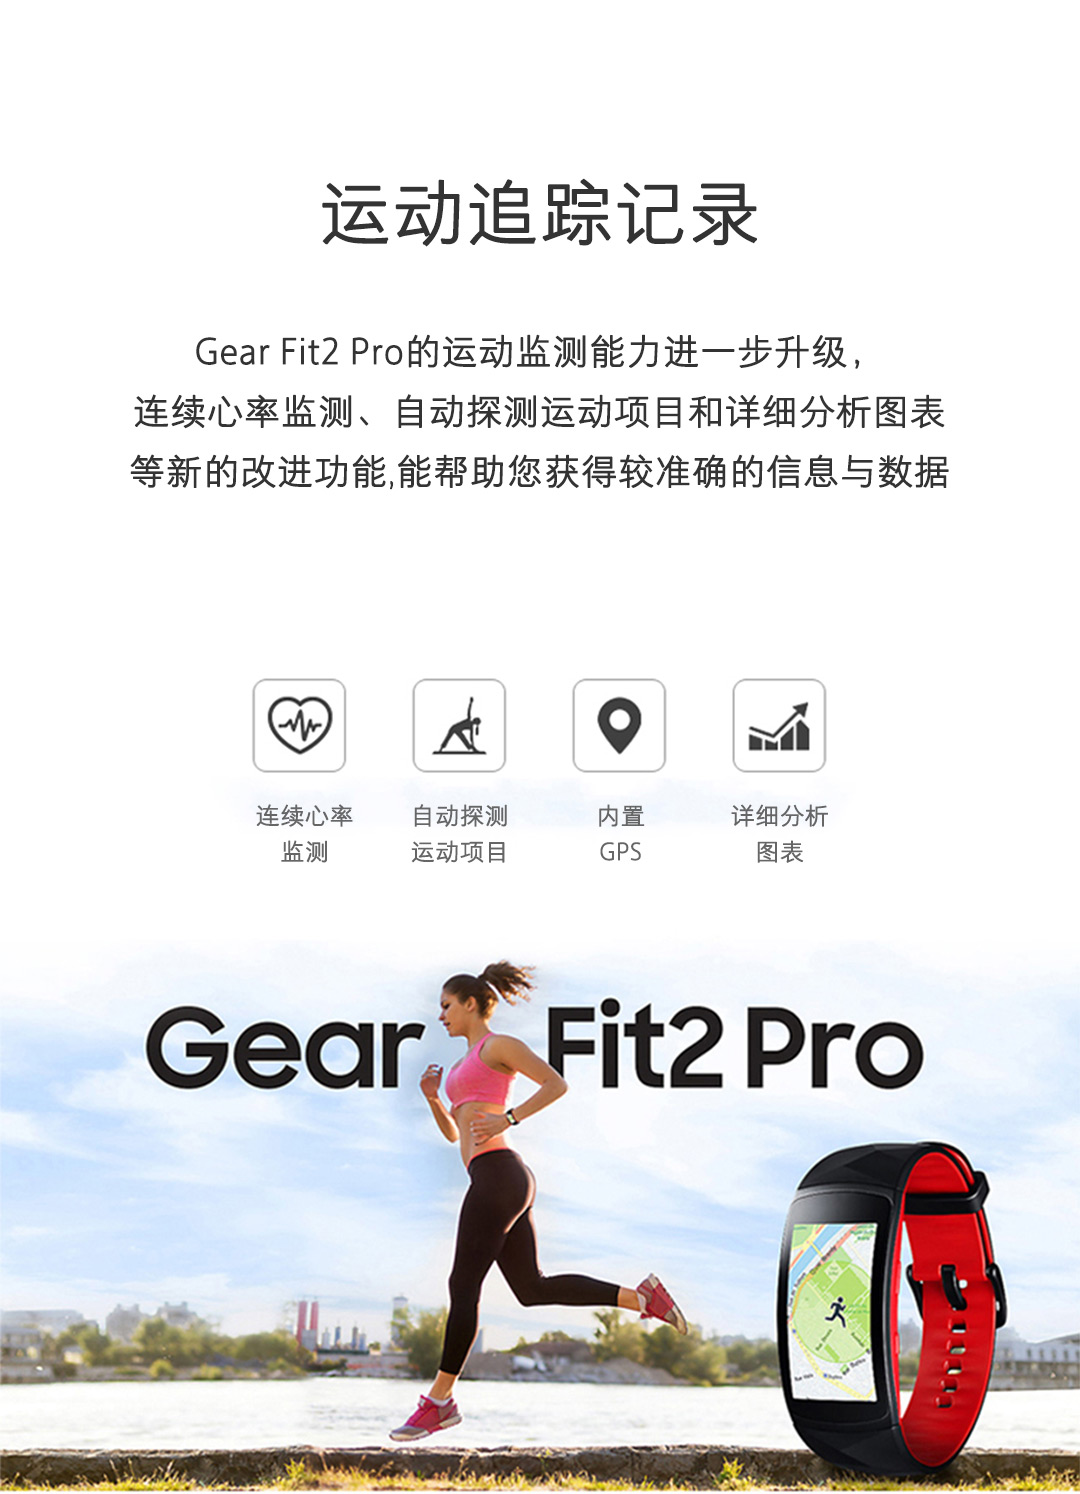 运动追踪记录
Gear Fit2 Pro的运动监测能力进一步升级，
连续心率监测、自动探测运动项目和详细分析图表
等新的改进功能,能帮助您获得较准确的信息与数据
连续心率
监测
自动探测
运动项目
内置
GPS
详细分析
图表
Gear Fit2 Pro